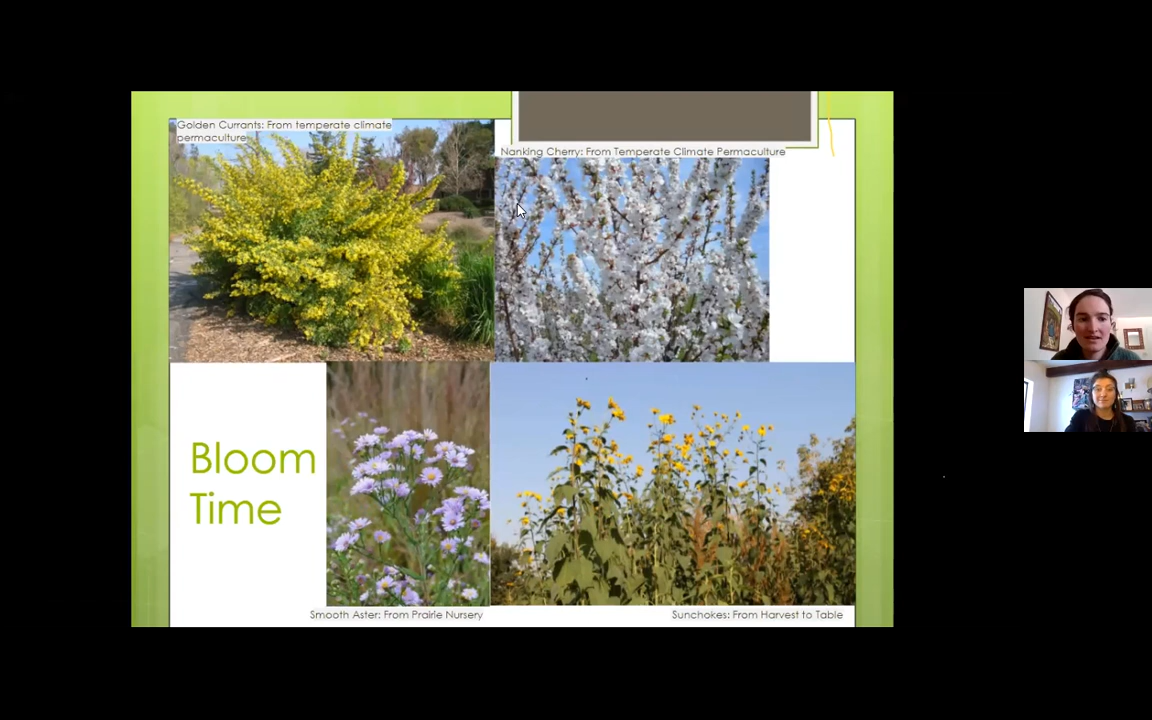 Golden Currants: From temperate climate
permaculture
Nanking Cherry: From Temperate Climate Permaculture
Bloom
Time
Smooth Aster: From Prairie Nursery
Sunchokes: From Harvest to Table